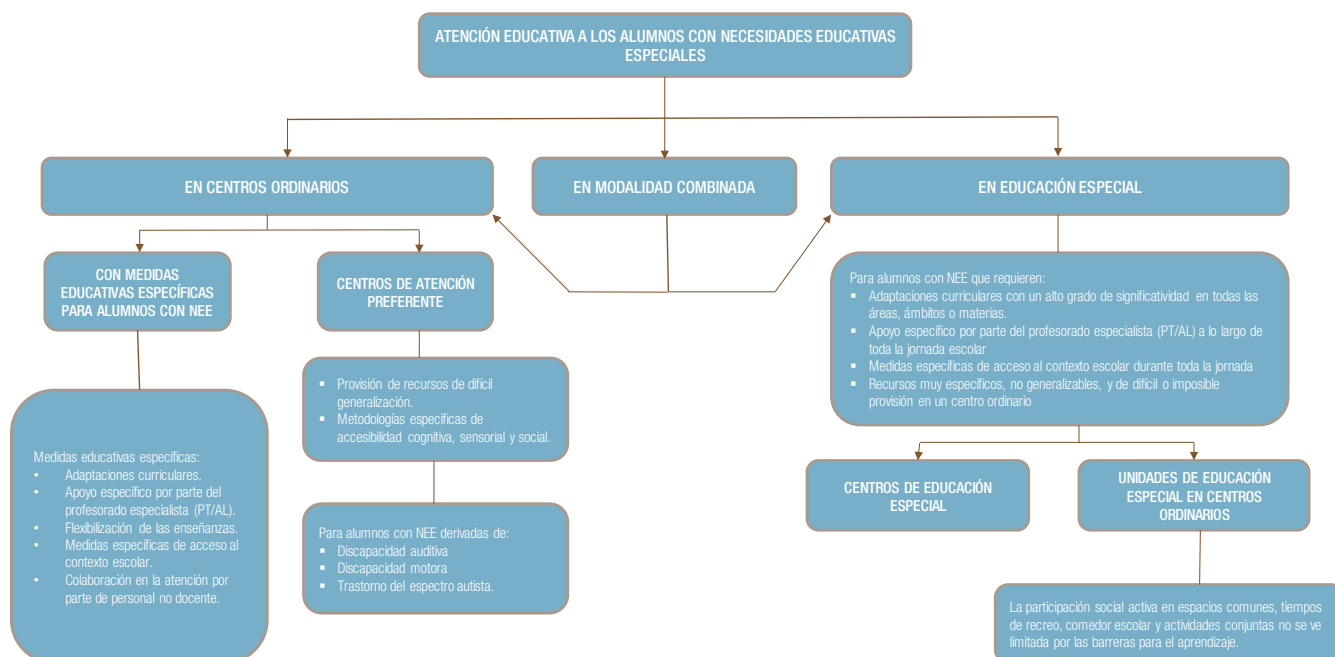 ATENCIÓN EDUCATIVA A LOS ALUMNOS CON NECESIDADES EDUCATIVAS
ESPECIALES
EN CENTROS ORDINARIOS
EN MODALIDAD COMBINADA
EN EDUCACIÓN ESPECIAL
CON MEDIDAS
EDUCATIVAS ESPECÍFICAS
PARA ALUMNOS CON NEE
CENTROS DE ATENCIÓN
PREFERENTE
Para alumnos con NEE que requieren:
▪ Adaptaciones curriculares con un alto grado de significatividad en todas las
áreas, ámbitos o materias.
▪ Apoyo específico por parte del profesorado especialista (PT/AL) a lo largo de
toda la jornada escolar
▪ Medidas específicas de acceso al contexto escolar durante toda la jornada
▪ Recursos muy específicos, no generalizables, y de difícil o imposible
provisión en un centro ordinario
▪ Provisión de recursos de difícil
generalización.
▪ Metodologías específicas de
accesibilidad cognitiva, sensorial y social.
Medidas educativas específicas:
• Adaptaciones curriculares.
• Apoyo específico por parte del
profesorado especialista (PT/AL).
• Flexibilización de las enseñanzas.
• Medidas específicas de acceso al
contexto escolar.
• Colaboración en la atención por
parte de personal no docente.
Para alumnos con NEE derivadas de:
▪ Discapacidad auditiva
▪ Discapacidad motora
▪ Trastorno del espectro autista.
CENTROS DE EDUCACIÓN
ESPECIAL
UNIDADES DE EDUCACIÓN
ESPECIAL EN CENTROS
ORDINARIOS
La participación social activa en espacios comunes, tiempos
de recreo, comedor escolar y actividades conjuntas no se ve
limitada por las barreras para el aprendizaje.